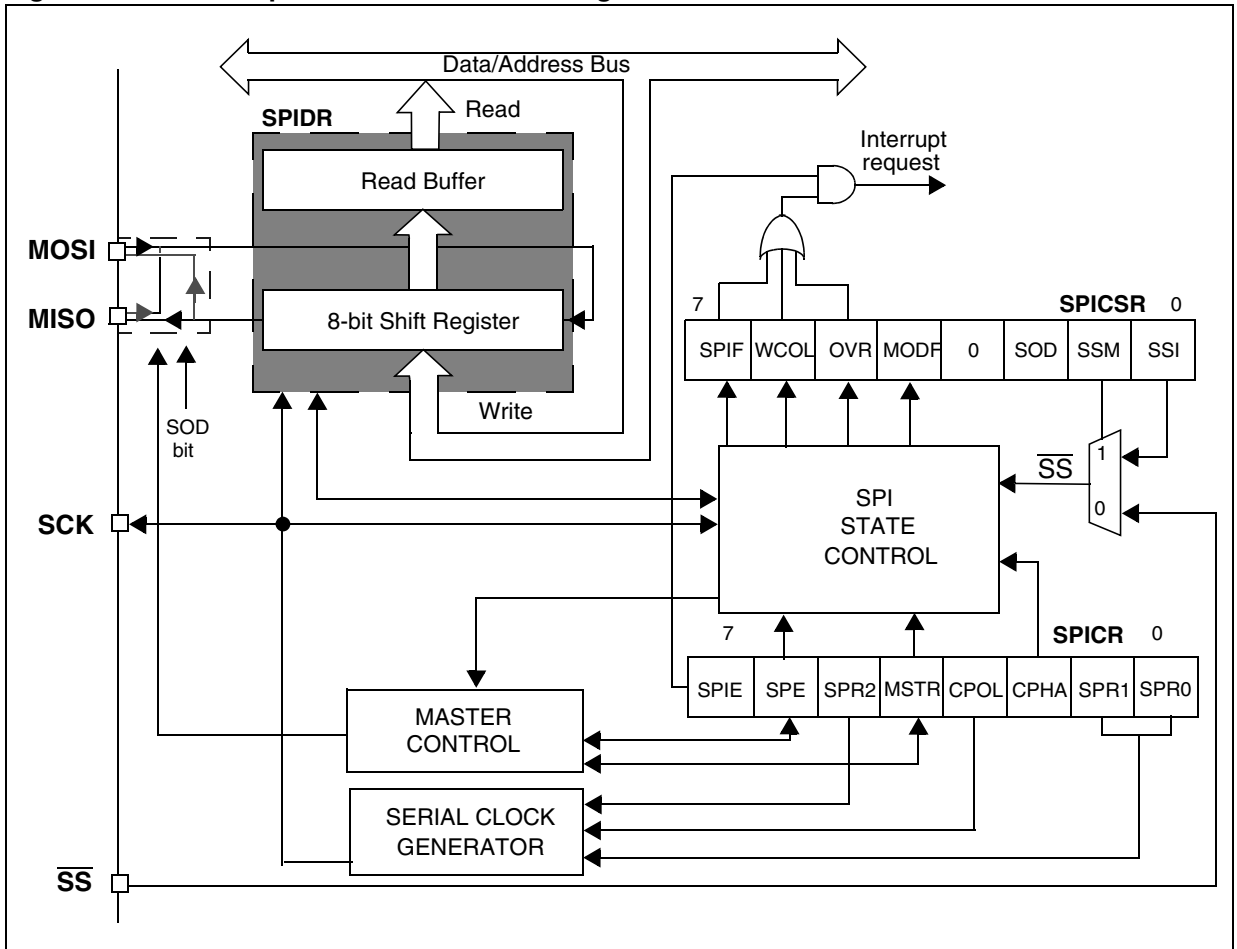 Data/Address Bus
SPIDR
Read
Read Buffer
Interrupt
request
MOSI
MISO
8-bit Shift Register
7
SPICSR
0
SPIF
WCOL
OVR
MODF
0
SOD
SSM
SSI
Write
SOD
bit
1
SS
0
SCK
SPI
STATE
CONTROL
7
SPICR
0
SPIE
SPE
SPR2
MSTR
CPOL
CPHA
SPR1
SPR0
MASTER
CONTROL
SERIAL CLOCK
GENERATOR
SS